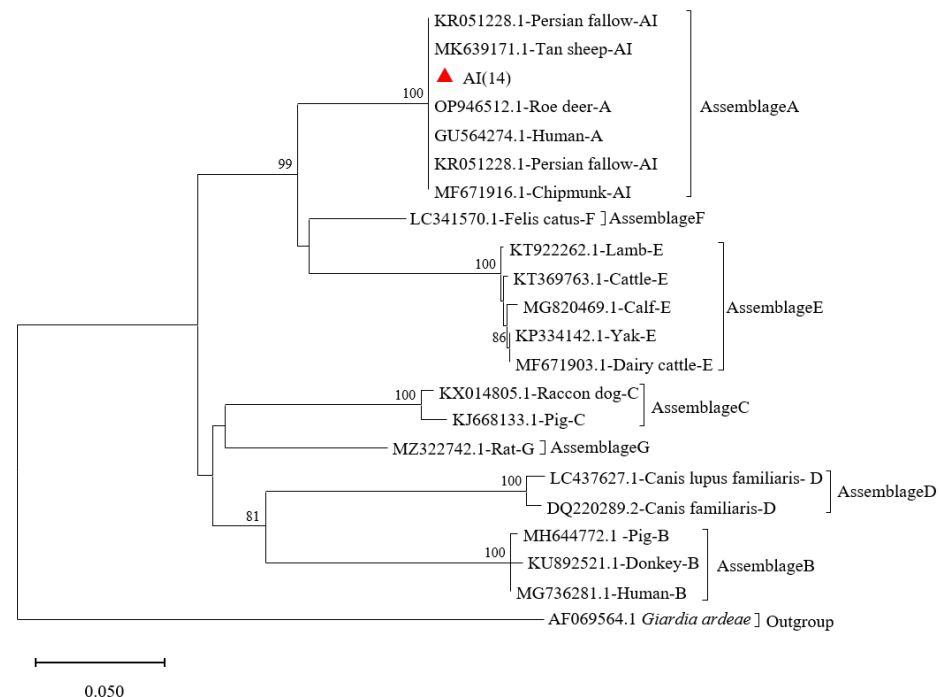 KR051228.1-Persian fallow-AI
MK639171.1-Tan sheep-AI
AI(14)
100
OP946512.1-Roe deer-A
AssemblageA
GU564274.1-Human-A
99
KR051228.1-Persian fallow-AI
MF671916.1-Chipmunk-AI
LC341570.1-Felis catus-F
AssemblageF
KT922262.1-Lamb-E
100
KT369763.1-Cattle-E
MG820469.1-Calf-E
AssemblageE
86
KP334142.1-Yak-E
MF671903.1-Dairy cattle-E
100
KX014805.1-Raccon dog-C
AssemblageC
KJ668133.1-Pig-C
MZ322742.1-Rat-G
AssemblageG
100
LC437627.1-Canis lupus familiaris- D
AssemblageD
DQ220289.2-Canis familiaris-D
81
MH644772.1 -Pig-B
100
KU892521.1-Donkey-B
AssemblageB
MG736281.1-Human-B
AF069564.1 Giardia ardeae
Outgroup
0.050